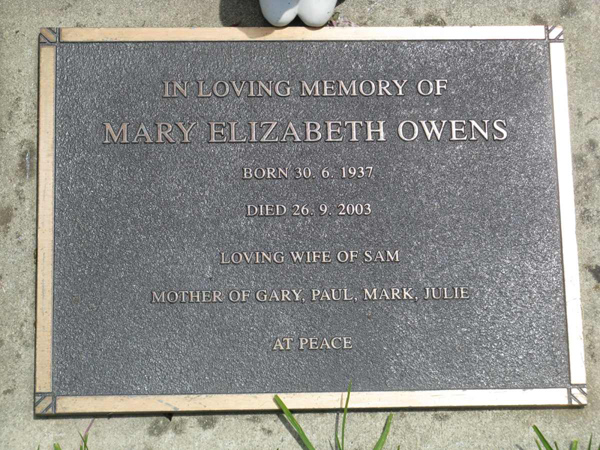 IN LOVING MEMORY OF
MARY ELIZABETH OWENS
BORN 30. 6. 1937
DIED 26. 9. 2003
LOVING WIFE OF SAM
MOTHER OF GARY, PAUL, MARK, JULIE
AT PEACE